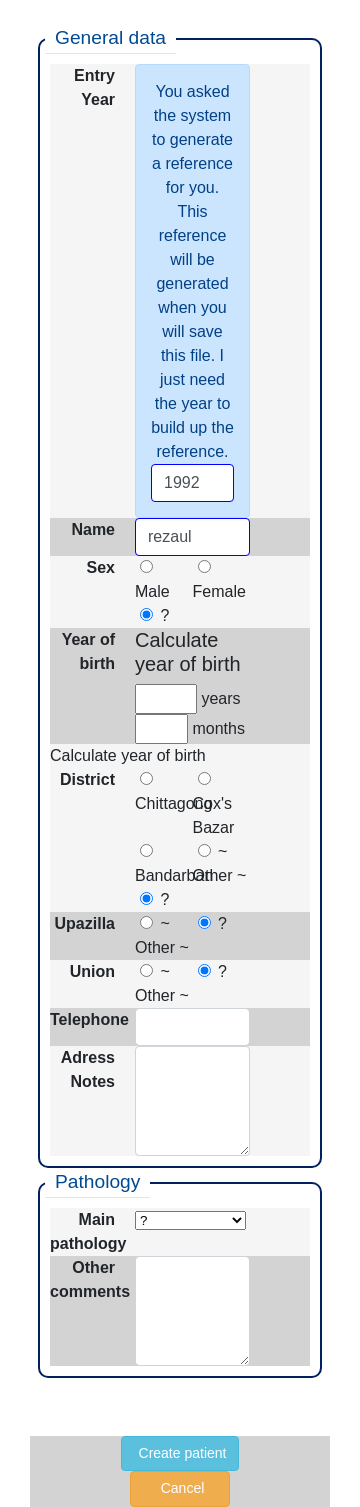 General data
Entry
Year
You asked
the system
to generate
a reference
for you.
This
reference
will be
generated
when you
will save
this file. I
just need
the year to
build up the
reference.
1992
Name
rezaul
Sex
Male
Female
?
Year of
birth
Calculate
year of birth
years
months
Calculate year of birth
District
Chittagong
Cox's
Bazar
Bandarban
~
Other ~
?
Upazilla
~
Other ~
?
Union
~
Other ~
?
Telephone
Adress
Notes
Pathology
Main
pathology
?
Other
comments
Create patient
Cancel